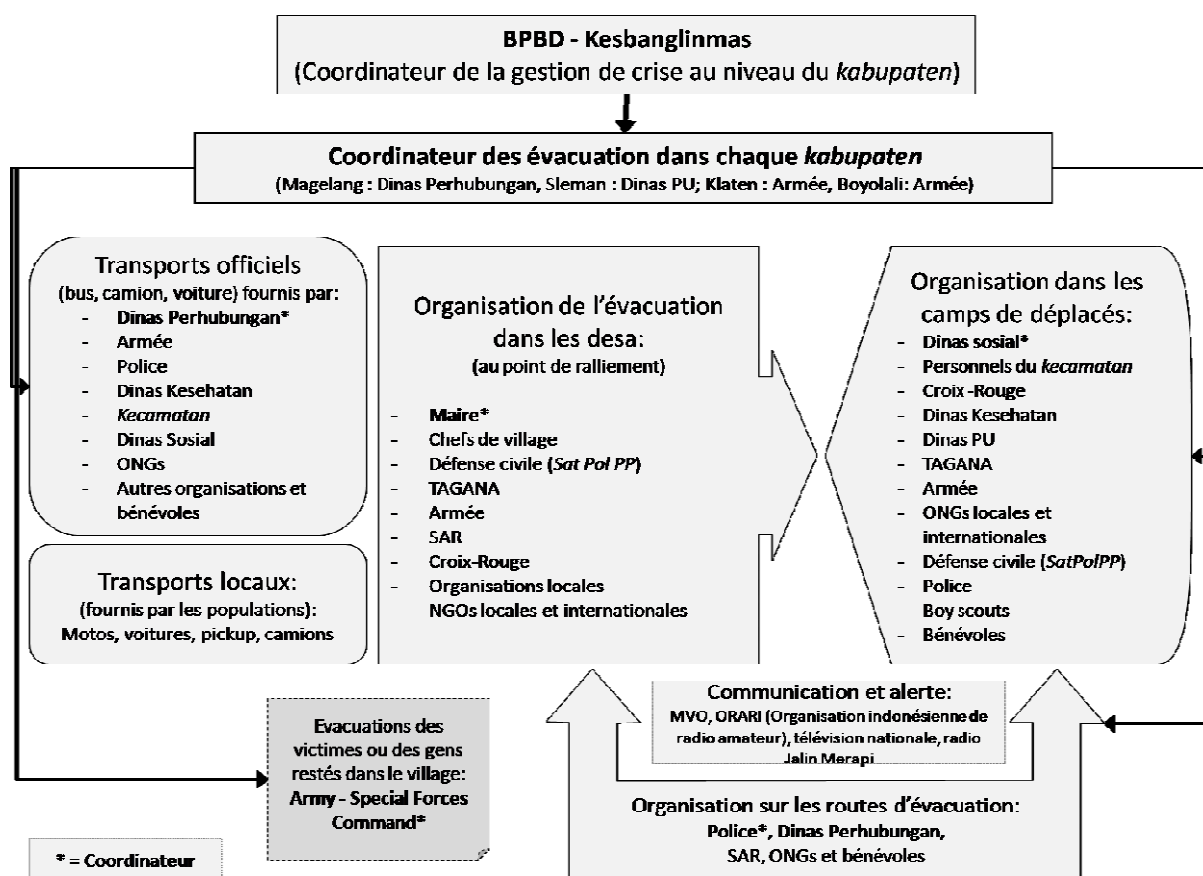 BPBD - Kesbanglinmas
(Coordinateur de la gestion de crise au niveau du kabupaten)
Coordinateur des évacuation dans chaque kabupaten
(Magelang : Dinas Perhubungan, Sleman : Dinas PU; Klaten : Armée, Boyolali: Armée)
Transports officiels
(bus, camion, voiture) fournis par:
- Dinas Perhubungan*
- Armée
- Police
- Dinas Kesehatan
- Kecamatan
- Dinas Sosial
- ONGs
- Autres organisations et
bénévoles
Transports locaux:
(fournis par les populations):
Motos, voitures, pickup, camions
Organisation de l'évacuation
dans les desa:
(au point de ralliement)
- Maire*
- Chefs de village
- Défense civile (Sat Pol PP)
- TAGANA
- Armée
- SAR
- Croix-Rouge
- Organisations locales
NGOs locales et internationales
Organisation dans les
camps de déplacés:
- Dinas sosial*
- Personnels du kecamatan
- Croix -Rouge
- Dinas Kesehatan
- Dinas PU
- TAGANA
- Armée
- ONGs locales et
internationales
- Défense civile (SatPolPP)
- Police
Boy scouts
- Bénévoles
Evacuations des
victimes ou des gens
restés dans le village:
Army - Special Forces
Command*
Communication et alerte:
MVO, ORARI (Organisation indonésienne de
radio amateur), télévision nationale, radio
Jalin Merapi
Organisation sur les routes d'évacuation:
Police*, Dinas Perhubungan,
SAR, ONGs et bénévoles
* = Coordinateur